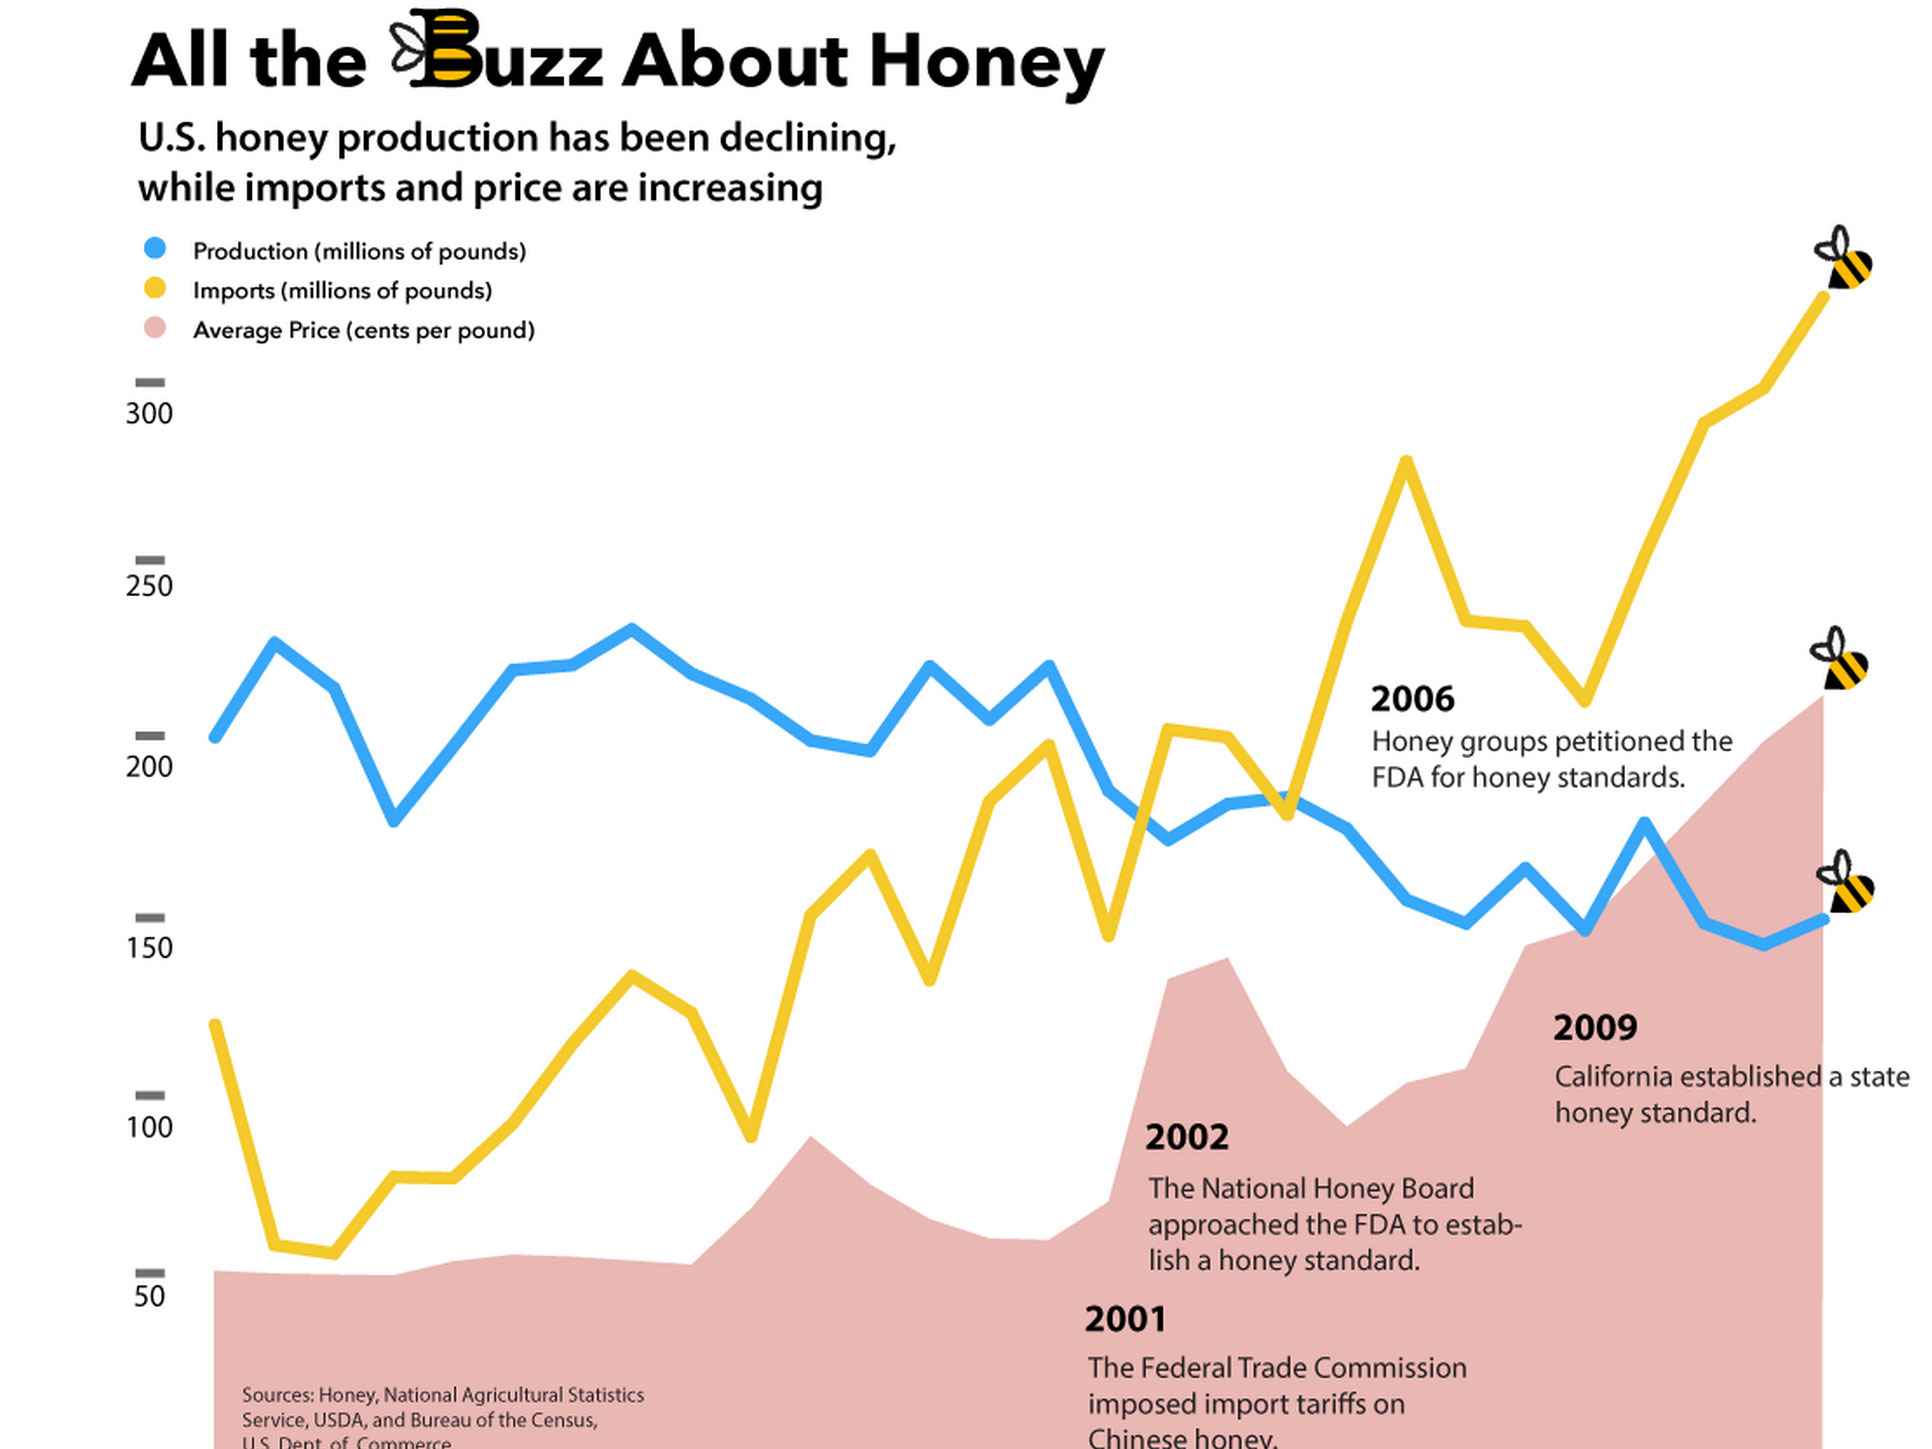 All the Buzz About Honey
U.S. honey production has been declining,
while imports and price are increasing
Production (millions of pounds)
Imports (millions of pounds)
Average Price (cents per pound)
300
250
200
150
100
50
2006
Honey groups petitioned the
FDA for honey standards.
2009
California established a state
honey standard.
2002
The National Honey Board
approached the FDA to estab-
lish a honey standard.
2001
The Federal Trade Commission
imposed import tariffs on
Chinese honey.
Sources: Honey, National Agricultural Statistics
Service, USDA, and Bureau of the Census,
U.S. Dept. of Commerce